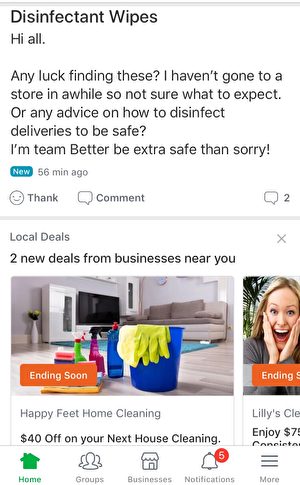 Disinfectant Wipes
Hi all.
Any luck finding these? I haven't gone to a
store in awhile so not sure what to expect.
Or any advice on how to disinfect
deliveries to be safe?
I'm team Better be extra safe than sorry!
New 56 min ago
Thank Comment 2
Local Deals
2 new deals from businesses near you
Ending Soon
Ending S
Happy Feet Home Cleaning
Lilly's Cle
$40 Off on your Next House Cleaning.
Enjoy $75
5
Home Groups Businesses Notifications More